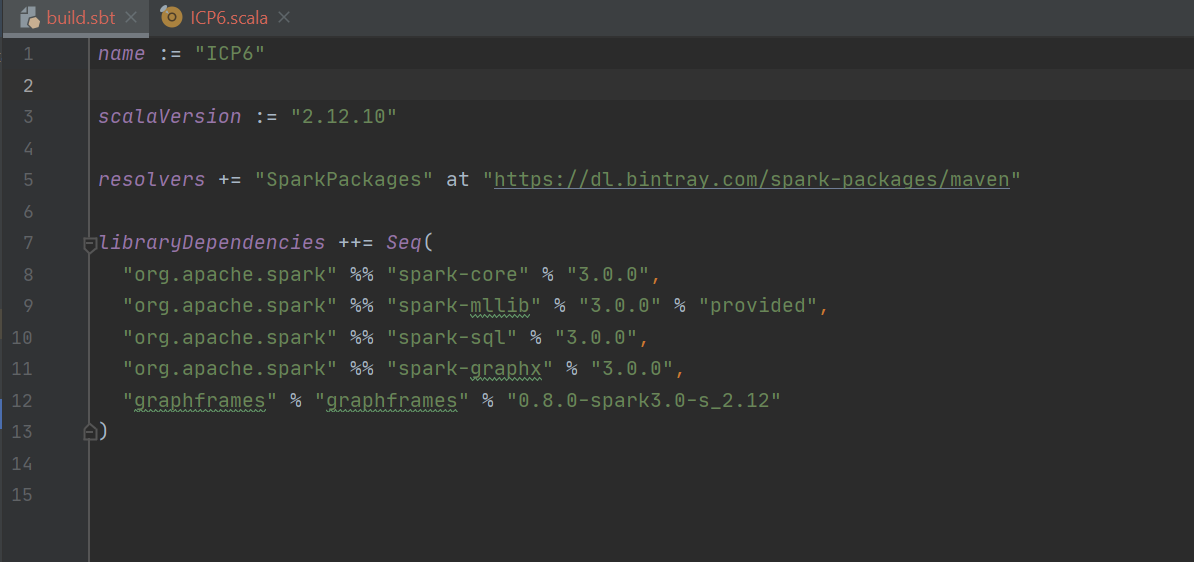 build.sbt ICP6.scala
1 name := "ICP6"
2
3 scalaVersion := "2.12.10"
4
5 resolvers += "SparkPackages" at "https://dl.bintray.com/spark-packages/maven"
6
7 libraryDependencies ++= Seq(
8 "org.apache.spark" %% "spark-core" % "3.0.0",
9 "org.apache.spark" %% "spark-mllib" % "3.0.0" % "provided",
10 "org.apache.spark" %% "spark-sql" % "3.0.0",
11 "org.apache.spark" %% "spark-graphx" % "3.0.0",
12 "graphframes" % "graphframes" % "0.8.0-spark3.0-s_2.12"
13 )
14
15